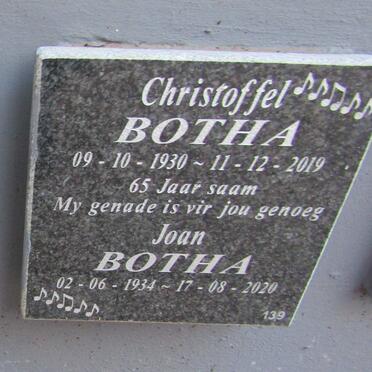 Christoffel
BOTHA
09 - 10 - 1930 ~ 11 - 12 - 2019
65 Jaar saam
My genade is vir jou genoeg
Joan
BOTHA
02 - 06 - 1934 ~ 17 - 08 - 2020
139